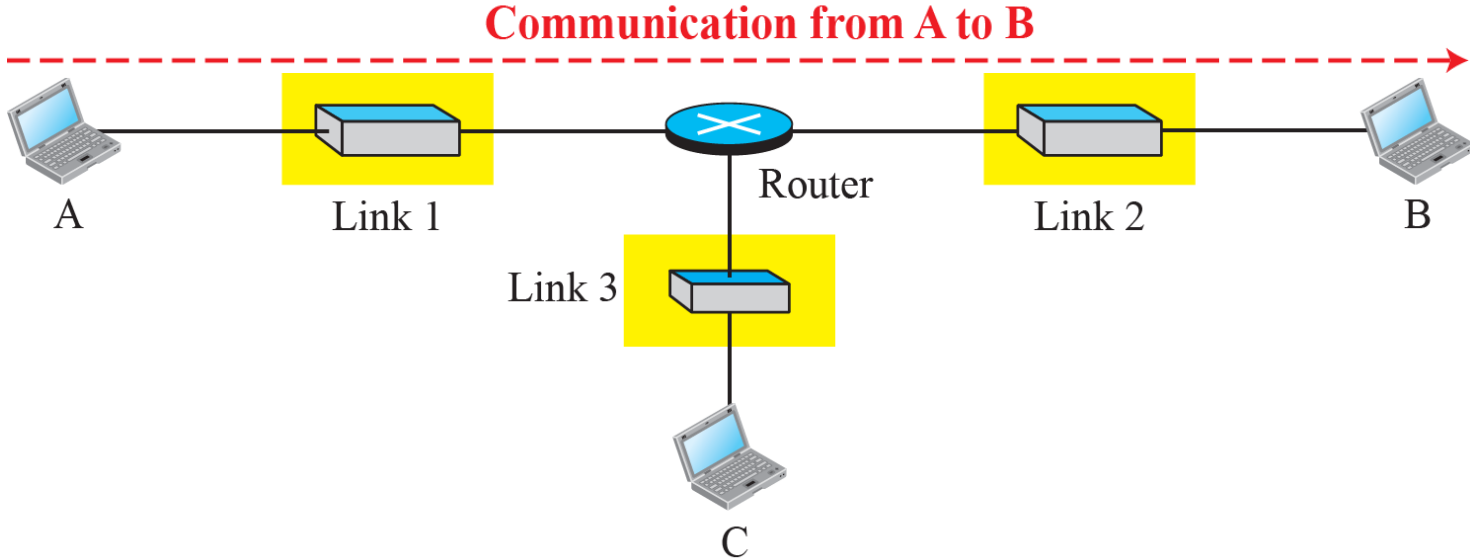 Communication from A to B
Router
A
Link 1
Link 2
B
Link 3
C